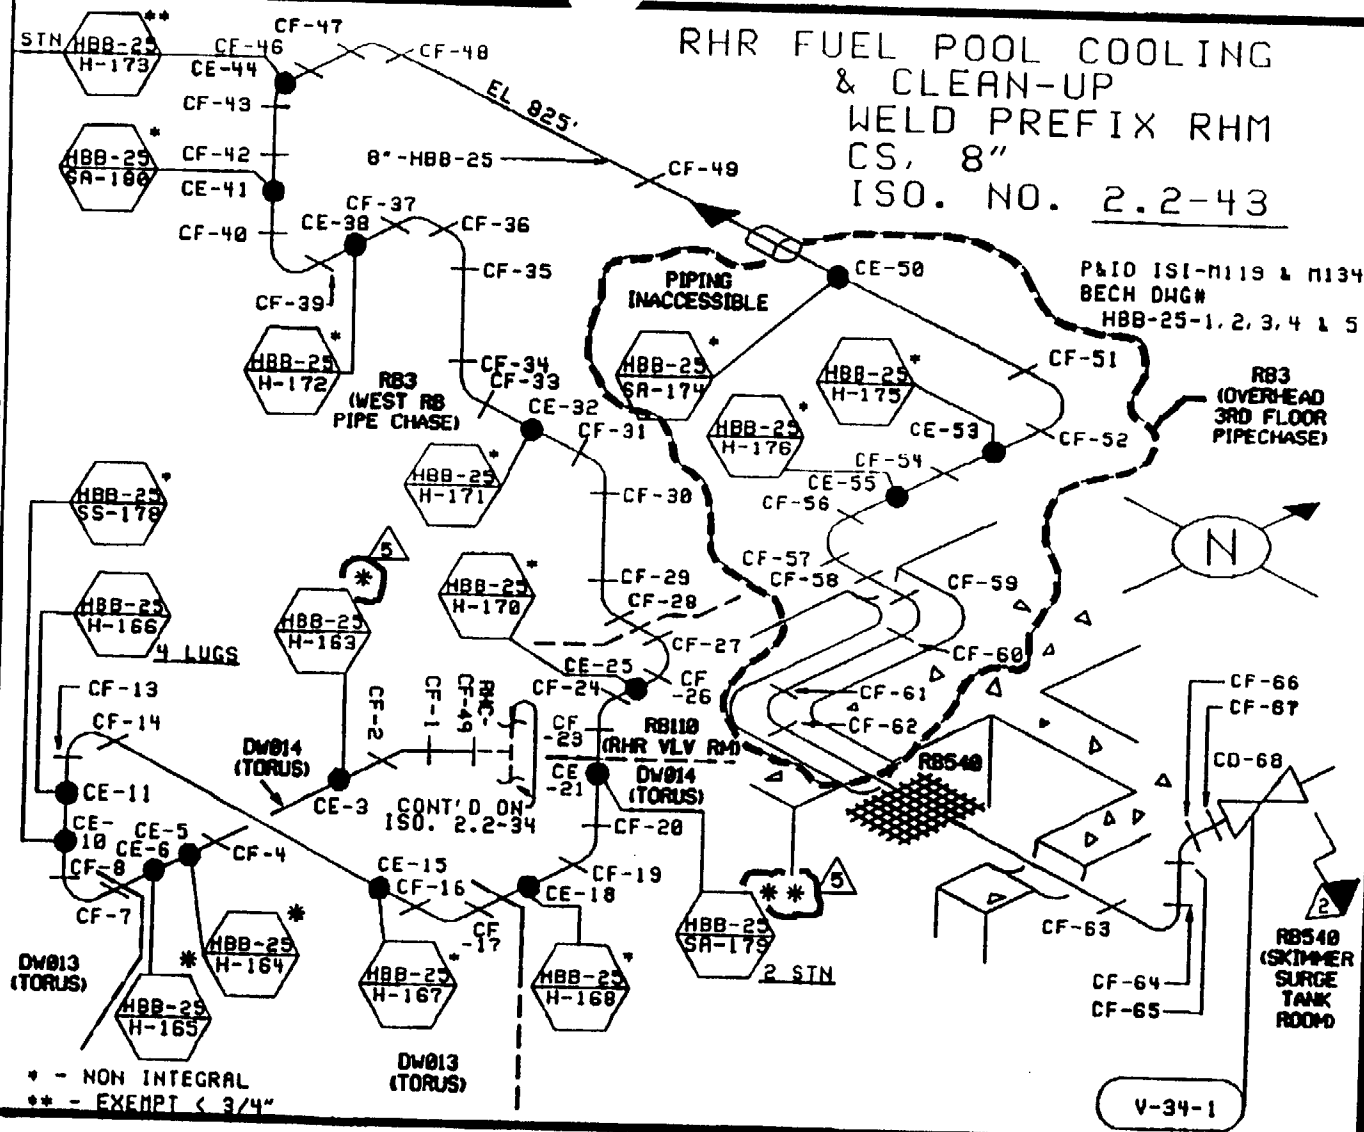 RHR FUEL POOL COOLING
& CLEAN-UP
WELD PREFIX RHM
CS, 8"
ISO. NO. 2.2-43
P&ID ISI-M119 & M134
BECH DWG#
HBB-25-1,2,3,4 & 5
STN
HBB-25
H-173
**
CF-46
CE-44
CF-47
CF-48
CF-43
EL 825'
8"-HBB-25
CF-49
HBB-25
SA-180
*
CF-42
CE-41
CF-40
CE-38
CF-37
CF-36
CF-35
CF-39
HBB-25
H-172
*
RB3
(WEST RB
PIPE CHASE)
CF-34
CF-33
CE-32
CF-31
CF-30
HBB-25
H-171
*
PIPING
INACCESSIBLE
CE-50
HBB-25
SA-174
*
HBB-25
H-175
*
HBB-25
H-176
*
CF-51
CF-52
CE-53
CF-54
CE-55
CF-56
RB3
(OVERHEAD
3RD FLOOR
PIPECHASE)
N
HBB-25
SS-178
*
HBB-25
H-166
*
4 LUGS
5
*
HBB-25
H-163
HBB-25
H-170
*
CF-29
CF-28
CF-27
CF-57
CF-58
CF-59
CF-60
CF-61
CF-62
CE-25
CF-24
CF
-26
CF
-23
CE
-21
RB110
(RHR VLV RM)
DW014
(TORUS)
CF-13
CF-14
CE-11
CE-
10
CF-8
CF-7
CE-6
CE-5
CF-4
DW014
(TORUS)
CE-3
CF-2
CF-1
RHC-
CF-49
CONT'D ON
ISO. 2.2-34
CE-15
CF-16
CF
-17
CE-18
CF-19
CF-20
RB540
CF-66
CF-67
CD-68
CF-63
CF-64
CF-65
2
RB540
(SKIMMER
SURGE
TANK
ROOM)
5
* *
HBB-25
SA-179
2 STN
DW013
(TORUS)
HBB-25
H-164
*
HBB-25
H-165
*
HBB-25
H-167
*
HBB-25
H-168
*
DW013
(TORUS)
* - NON INTEGRAL
** - EXEMPT < 3/4"
V-34-1